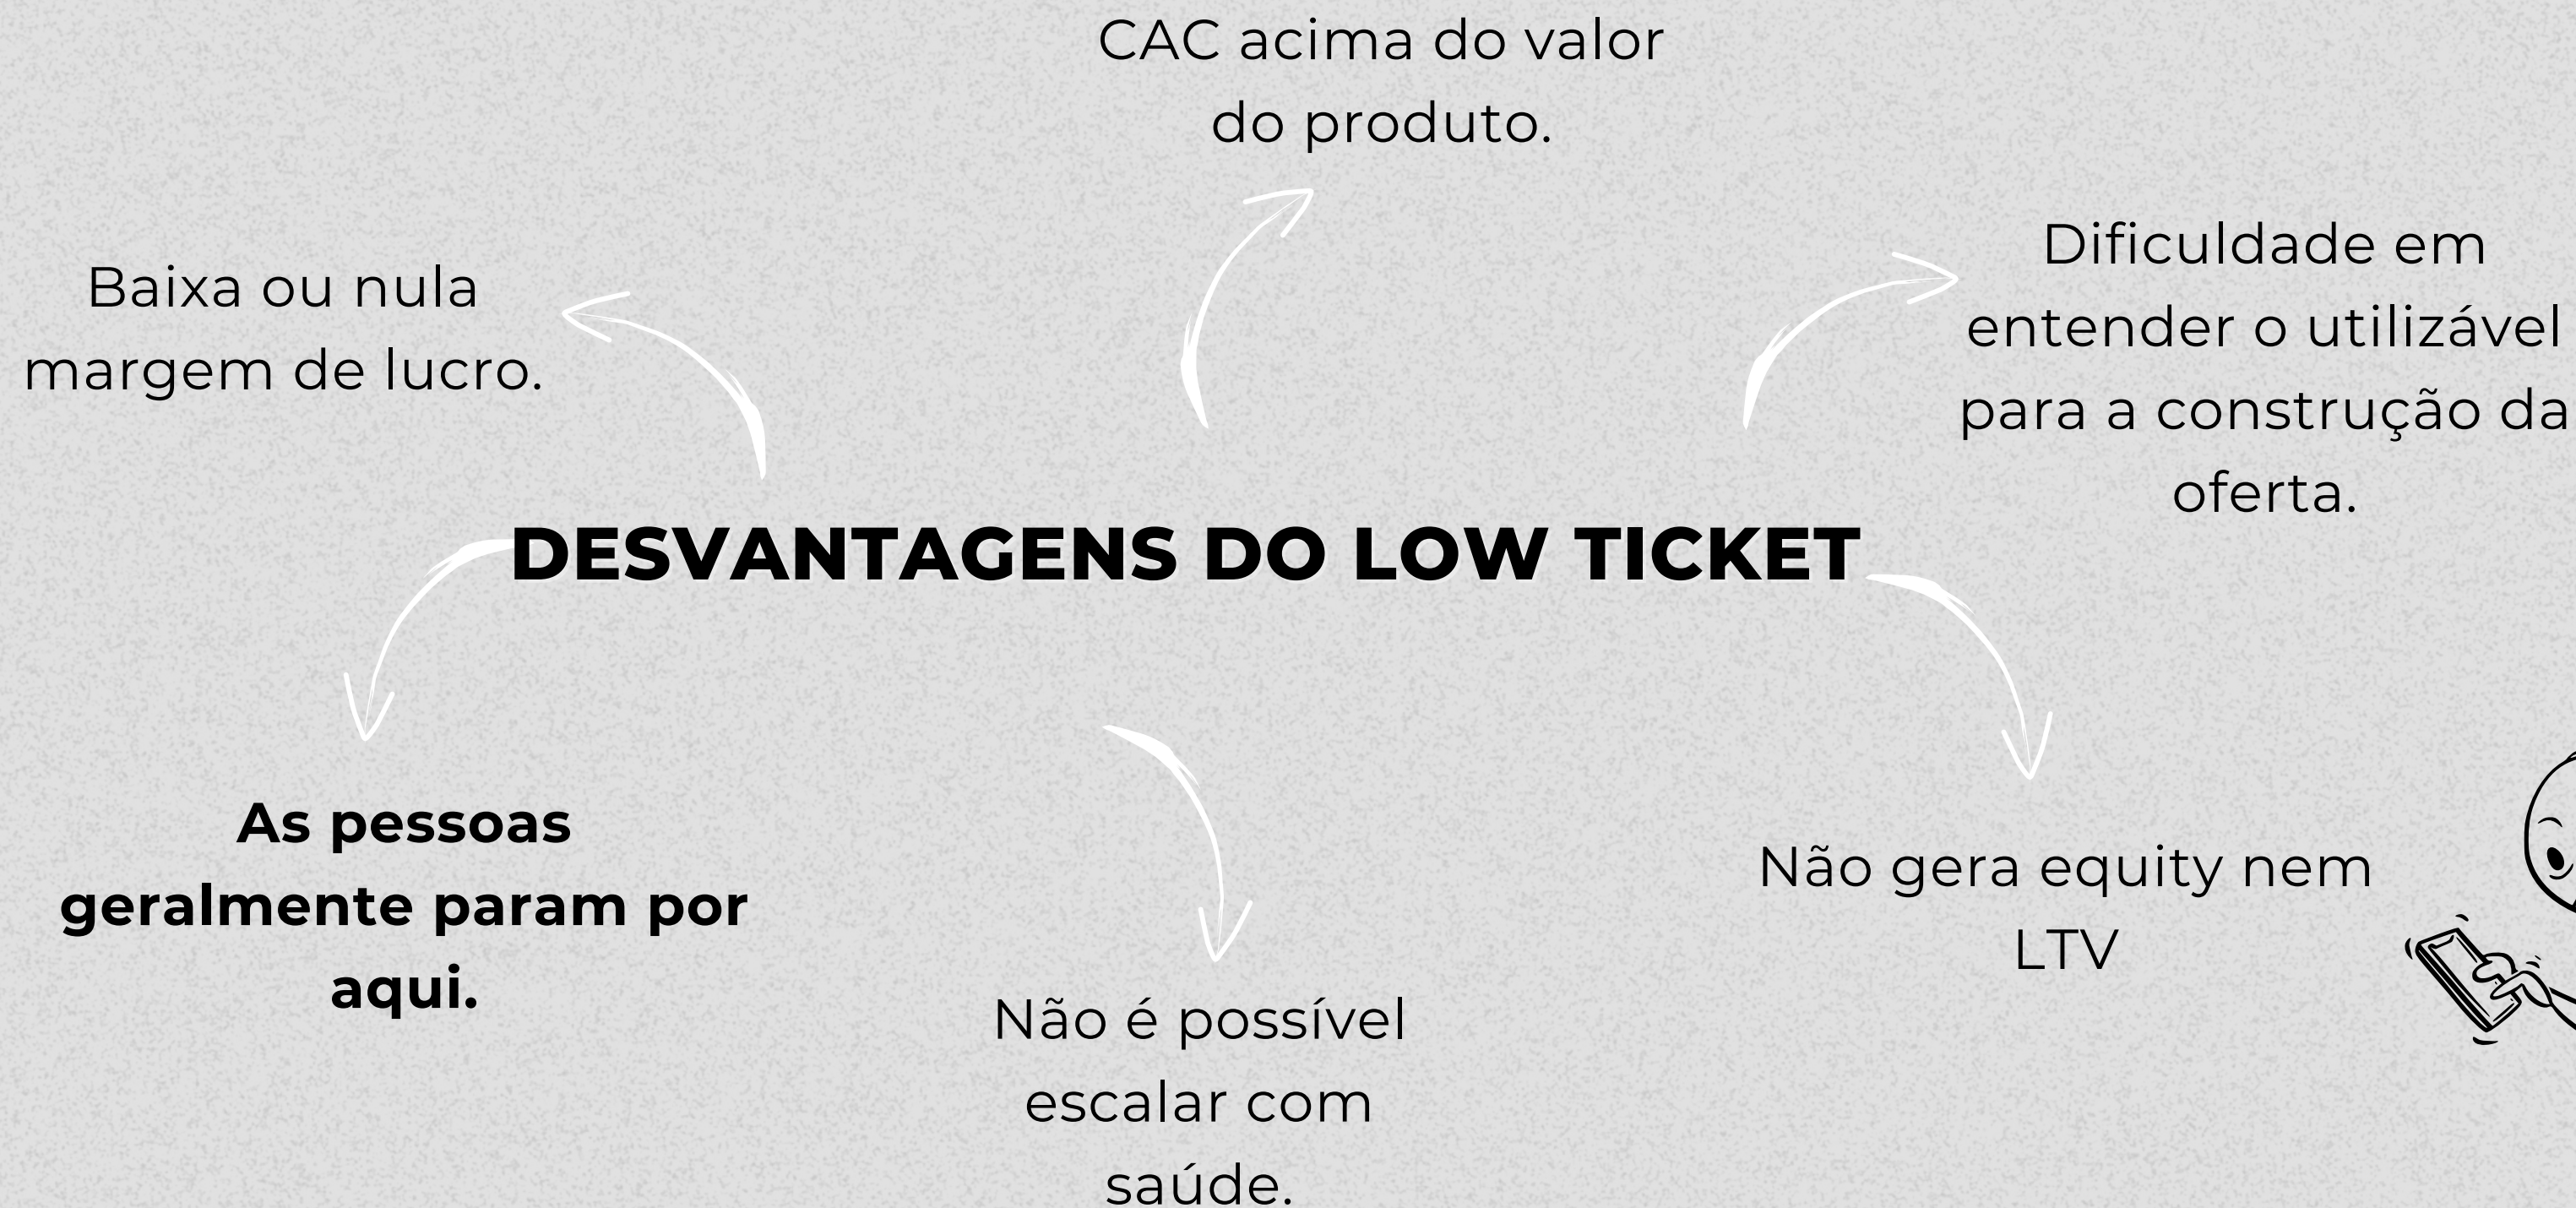 CAC acima do valor
do produto.
Baixa ou nula
margem de lucro.
Dificuldade em
entender o utilizável
para a construção da
oferta.
DESVANTAGENS DO LOW TICKET
As pessoas
geralmente param por
aqui.
Não é possível
escalar com
saúde.
Não gera equity nem
LTV